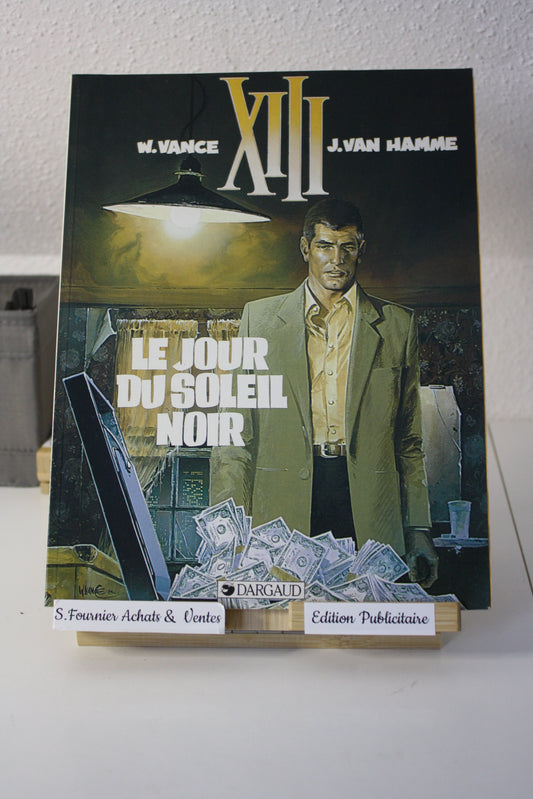 XIII
W.VANCE
J.VAN HAMME
LE JOUR
DU SOLEIL
NOIR
DARGAUD
S.Fournier Achats & Ventes
Edition Publicitaire